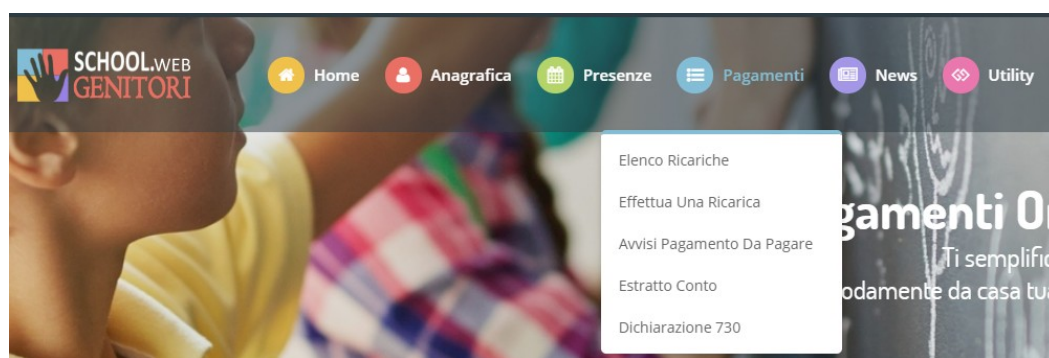 SCHOOL.WEB
GENITORI
Home
Anagrafica
Presenze
Pagamenti
News
Utility
Elenco Ricariche
Effettua Una Ricarica
Avvisi Pagamento Da Pagare
Estratto Conto
Dichiarazione 730
gamenti O
Ti semplific
odamente da casa tua